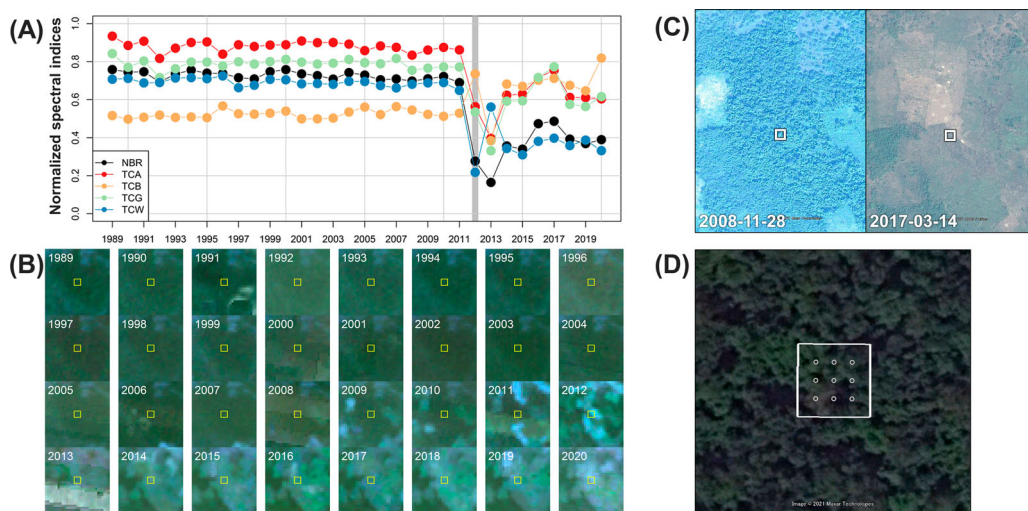 (A)
Normalized spectral indices
1.0
0.8
0.6
0.4
0.2
0.0
NBR
TCA
TCB
TCG
TCW
1989 1991 1993 1995 1997 1999 2001 2003 2005 2007 2009 2011 2013 2015 2017 2019
(B)
1989 1990 1991 1992 1993 1994 1995 1996
1997 1998 1999 2000 2001 2002 2003 2004
2005 2006 2007 2008 2009 2010 2011 2012
2013 2014 2015 2016 2017 2018 2019 2020
(C)
2008-11-28 2017-03-14
(D)
Image © 2021 Maxar Technologies